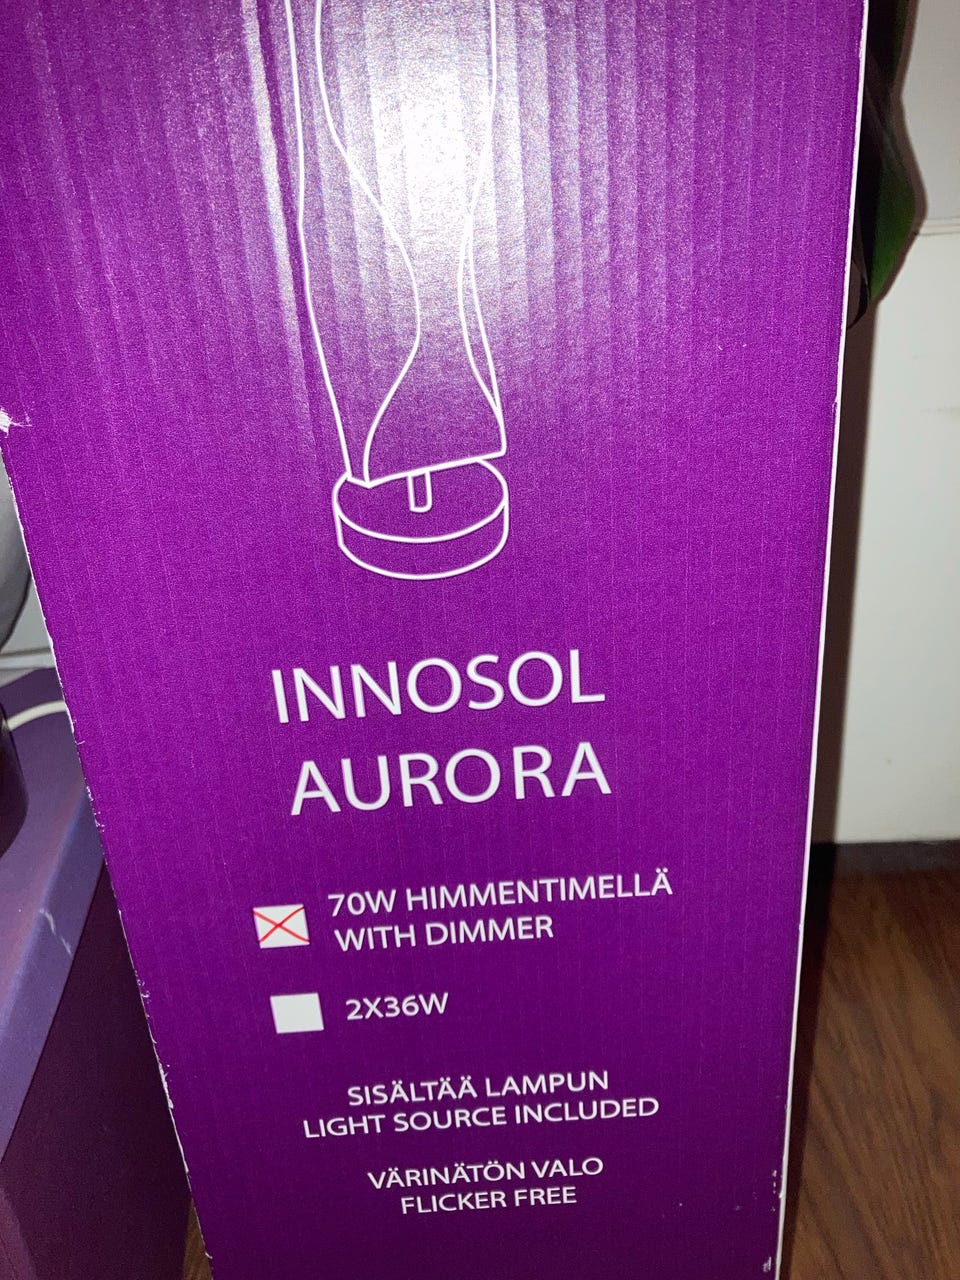 INNOSOL
AURORA
70W HIMMENTIMELLÄ
WITH DIMMER
2X36W
SISÄLTÄÄ LAMPUN
LIGHT SOURCE INCLUDED
VÄRINÄTÖN VALO
FLICKER FREE